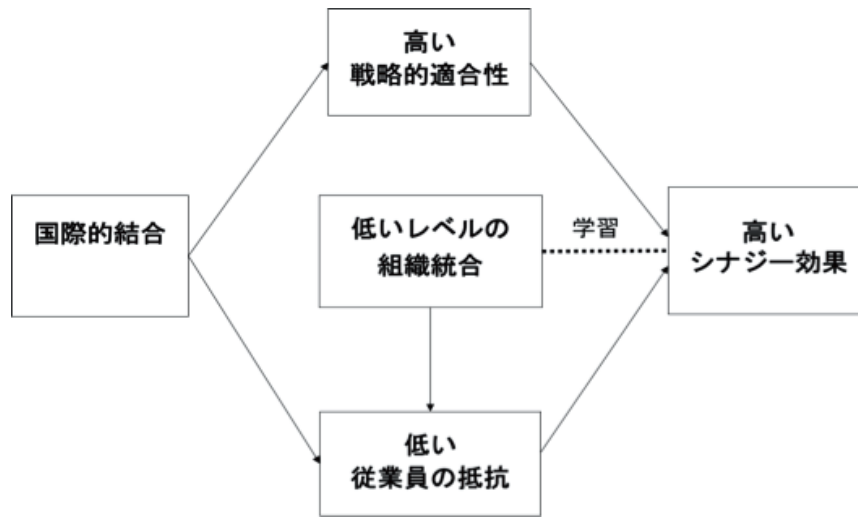 高い
戦略的適合性
国際的結合
低いレベルの
組織統合
学習
高い
シナジー効果
低い
従業員の抵抗